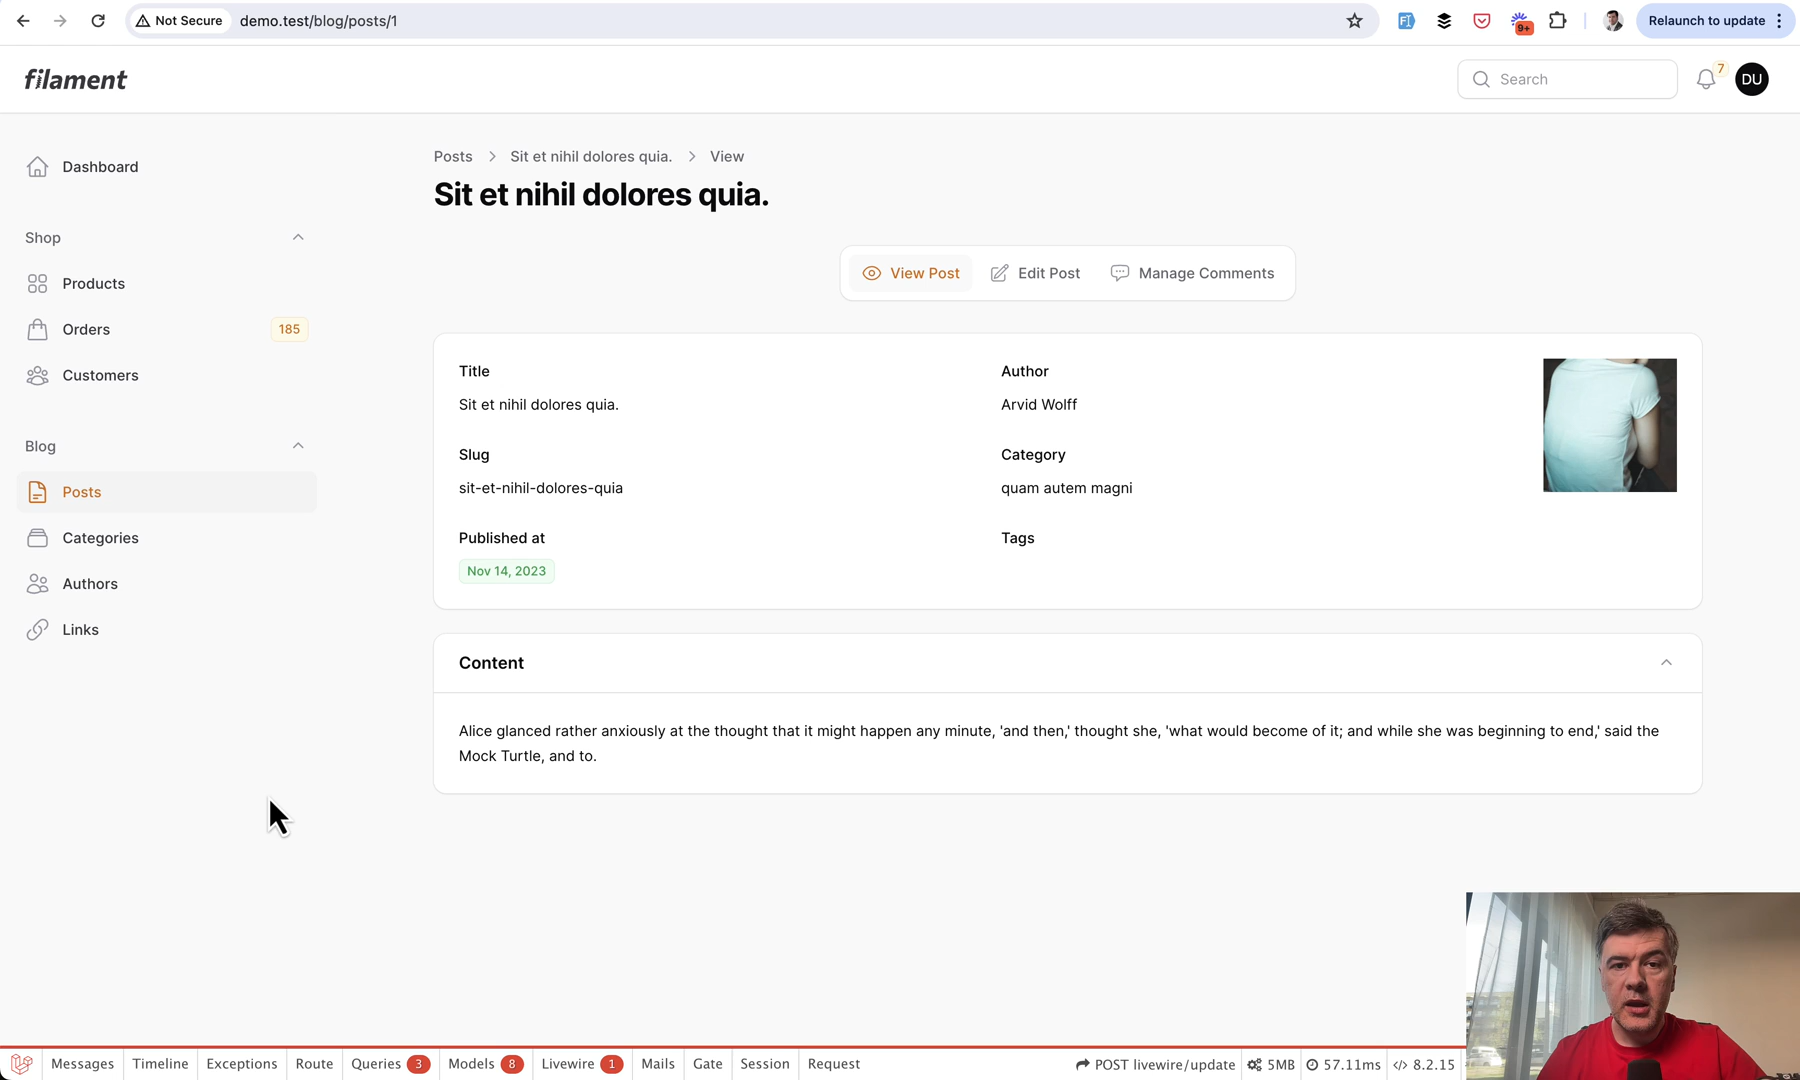 Not Secure
demo.test/blog/posts/1
9+
Relaunch to update
filament
Search
7
DU
Dashboard
Shop
Products
Orders
185
Customers
Blog
Posts
Categories
Authors
Links
Posts > Sit et nihil dolores quia. > View
Sit et nihil dolores quia.
View Post
Edit Post
Manage Comments
Title
Sit et nihil dolores quia.
Author
Arvid Wolff
Slug
sit-et-nihil-dolores-quia
Category
quam autem magni
Published at
Nov 14, 2023
Tags
Content
Alice glanced rather anxiously at the thought that it might happen any minute, 'and then,' thought she, 'what would become of it; and while she was beginning to end,' said the
Mock Turtle, and to.
Messages
Timeline
Exceptions
Route
Queries 3
Models 8
Livewire 1
Mails
Gate
Session
Request
POST livewire/update
5MB
57.11ms
8.2.15